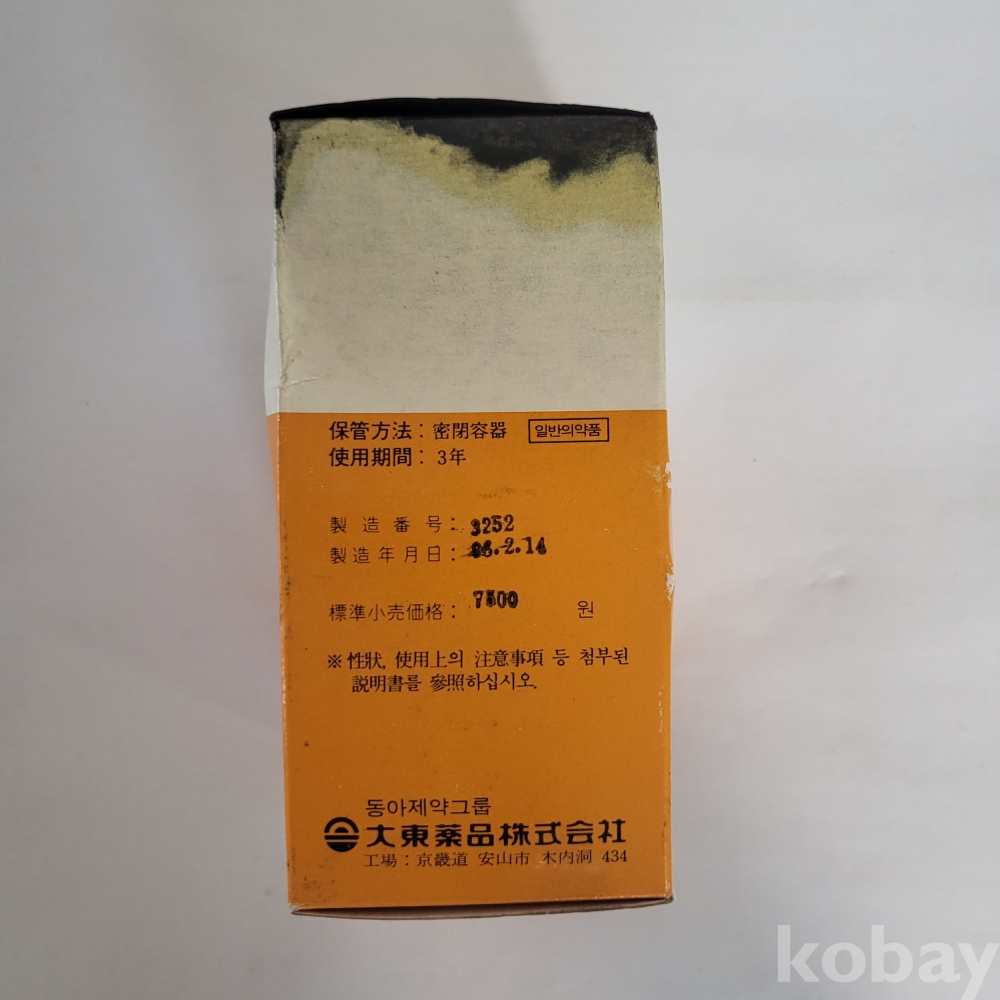 保管方法 : 密閉容器 일반의약품
使用期間 : 3年
製造番号 : 3252
製造年月日 : 86.2.14
標準小売価格 : 7500 원
※ 性狀, 使用上의 注意事項 등 첨부된
説明書를 參照하십시오.
동아제약그룹
大東薬品株式会社
工場 : 京畿道 安山市 木内洞 434
kobay